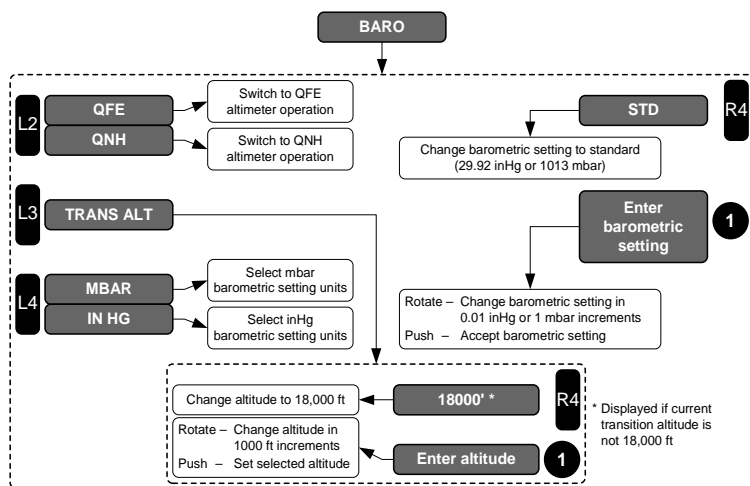 BARO
L2
QFE
Switch to QFE
altimeter operation
QNH
Switch to QNH
altimeter operation
STD
R4
Change barometric setting to standard
(29.92 inHg or 1013 mbar)
L3
TRANS ALT
Enter
barometric
setting
1
L4
MBAR
Select mbar
barometric setting units
IN HG
Select inHg
barometric setting units
Rotate – Change barometric setting in
0.01 inHg or 1 mbar increments
Push – Accept barometric setting
Change altitude to 18,000 ft
18000' *
R4
Rotate – Change altitude in
1000 ft increments
Push – Set selected altitude
Enter altitude
1
* Displayed if current
transition altitude is
not 18,000 ft